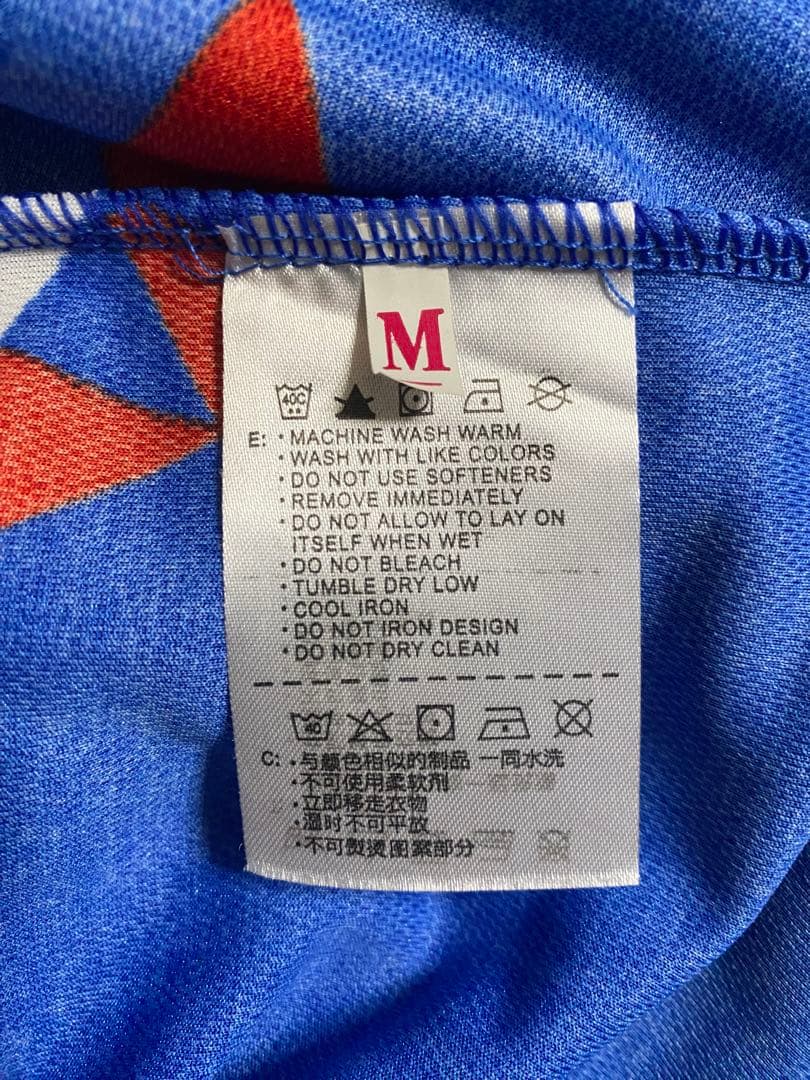 M
40C
E: · MACHINE WASH WARM
· WASH WITH LIKE COLORS
· DO NOT USE SOFTENERS
· REMOVE IMMEDIATELY
· DO NOT ALLOW TO LAY ON
ITSELF WHEN WET
· DO NOT BLEACH
· TUMBLE DRY LOW
· COOL IRON
· DO NOT IRON DESIGN
· DO NOT DRY CLEAN
40
C: · 与颜色相似的制品 一同水洗
· 不可使用柔软剂
· 立即移走衣物
· 湿时不可平放
· 不可熨烫图案部分